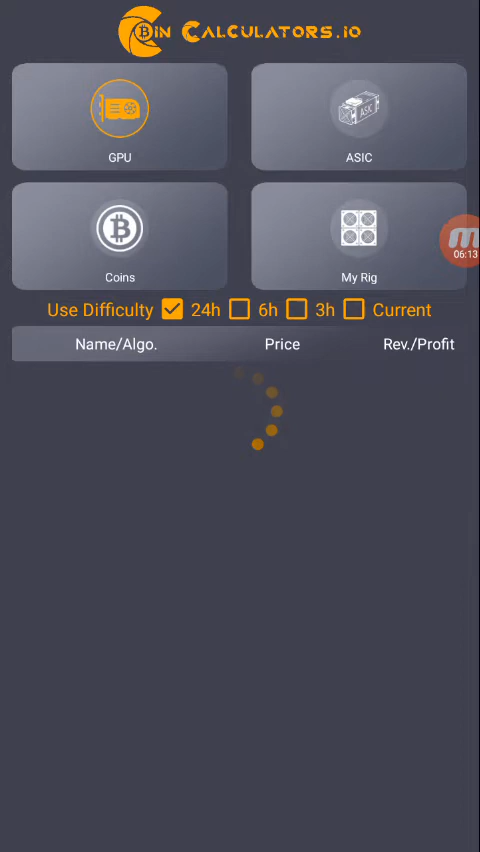 Coin Calculators.io
GPU
ASIC
Coins
My Rig
06:13
Use Difficulty 24h 6h 3h Current
Name/Algo. Price Rev./Profit